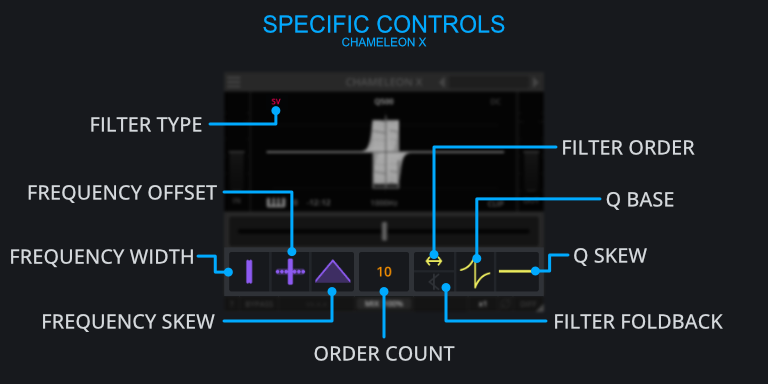 SPECIFIC CONTROLS
CHAMELEON X
CHAMELEON X
SV
FILTER TYPE
FILTER ORDER
FREQUENCY OFFSET
Q BASE
FREQUENCY WIDTH
10
Q SKEW
FREQUENCY SKEW
FILTER FOLDBACK
ORDER COUNT